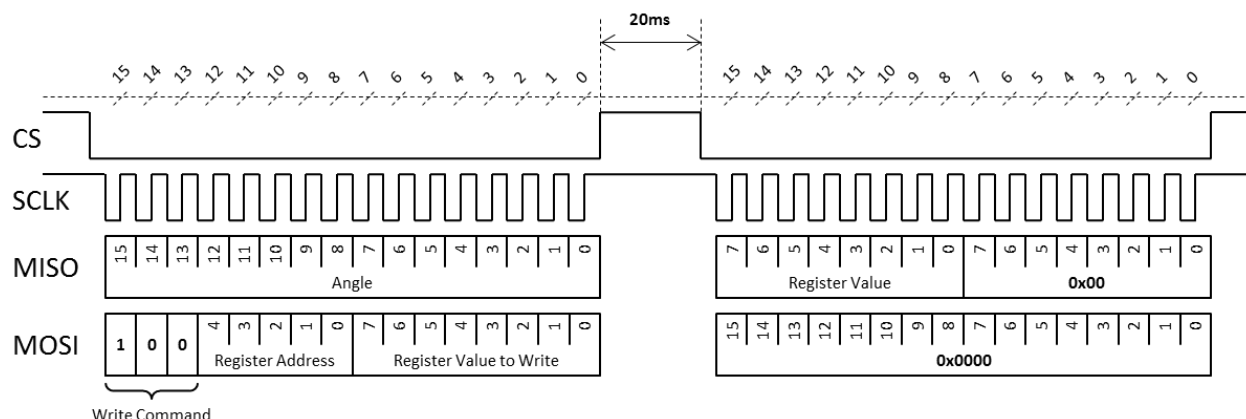 20ms
15 14 13 12 11 10 9 8 7 6 5 4 3 2 1 0 15 14 13 12 11 10 9 8 7 6 5 4 3 2 1 0
CS
SCLK
MISO
15 14 13 12 11 10 9 8 7 6 5 4 3 2 1 0 7 6 5 4 3 2 1 0 7 6 5 4 3 2 1 0
Angle Register Value 0x00
MOSI
1 0 0 4 3 2 1 0 7 6 5 4 3 2 1 0 15 14 13 12 11 10 9 8 7 6 5 4 3 2 1 0
Register Address Register Value to Write 0x0000
Write Command